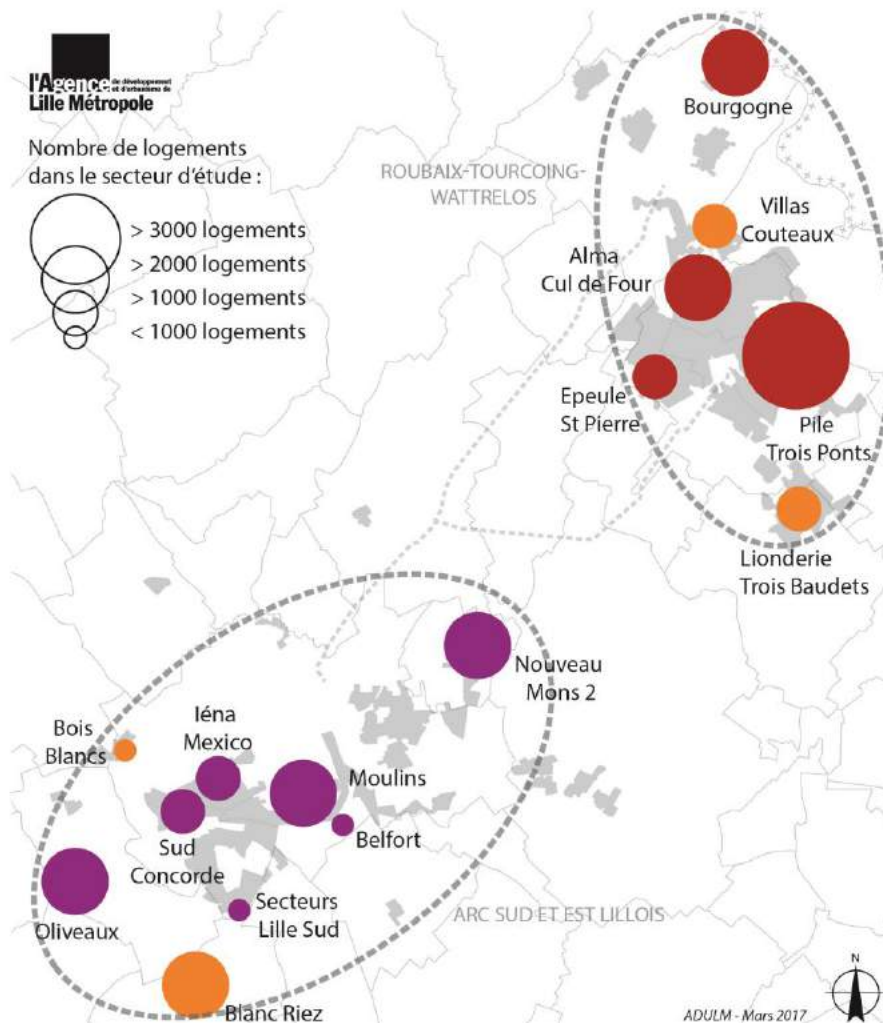 l'Agence de développement
et d'urbanisme de
Lille Métropole
Nombre de logements
dans le secteur d'étude :
> 3000 logements
> 2000 logements
> 1000 logements
< 1000 logements
ROUBAIX-TOURCOING-
WATTRELOS
Bourgogne
Villas
Couteaux
Alma
Cul de Four
Epeule
St Pierre
Pile
Trois Ponts
Lionderie
Trois Baudets
Nouveau
Mons 2
Bois
Blancs
Iéna
Mexico
Moulins
Belfort
Sud
Concorde
Oliveaux
Secteurs
Lille Sud
ARC SUD ET EST LILLOIS
Blanc Riez
N
ADULM - Mars 2017